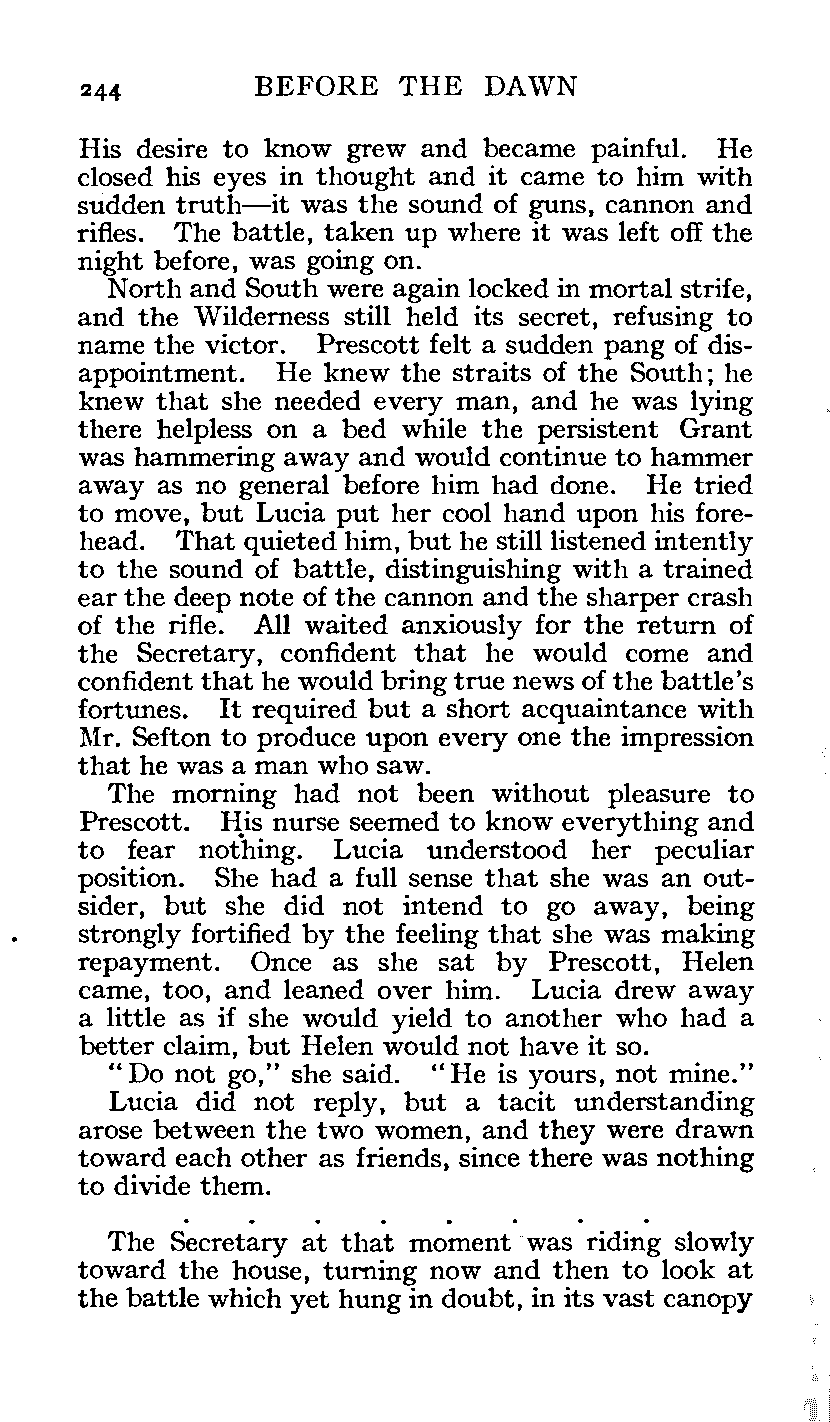 244 BEFORE THE DAWN
His desire to know grew and became painful. He
closed his eyes in thought and it came to him with
sudden truth—it was the sound of guns, cannon and
rifles. The battle, taken up where it was left off the
night before, was going on.
North and South were again locked in mortal strife,
and the Wilderness still held its secret, refusing to
name the victor. Prescott felt a sudden pang of dis-
appointment. He knew the straits of the South; he
knew that she needed every man, and he was lying
there helpless on a bed while the persistent Grant
was hammering away and would continue to hammer
away as no general before him had done. He tried
to move, but Lucia put her cool hand upon his fore-
head. That quieted him, but he still listened intently
to the sound of battle, distinguishing with a trained
ear the deep note of the cannon and the sharper crash
of the rifle. All waited anxiously for the return of
the Secretary, confident that he would come and
confident that he would bring true news of the battle's
fortunes. It required but a short acquaintance with
Mr. Sefton to produce upon every one the impression
that he was a man who saw.
The morning had not been without pleasure to
Prescott. His nurse seemed to know everything and
to fear nothing. Lucia understood her peculiar
position. She had a full sense that she was an out-
sider, but she did not intend to go away, being
strongly fortified by the feeling that she was making
repayment. Once as she sat by Prescott, Helen
came, too, and leaned over him. Lucia drew away
a little as if she would yield to another who had a
better claim, but Helen would not have it so.
"Do not go," she said. "He is yours, not mine."
Lucia did not reply, but a tacit understanding
arose between the two women, and they were drawn
toward each other as friends, since there was nothing
to divide them.
. . . . . . . .
The Secretary at that moment was riding slowly
toward the house, turning now and then to look at
the battle which yet hung in doubt, in its vast canopy